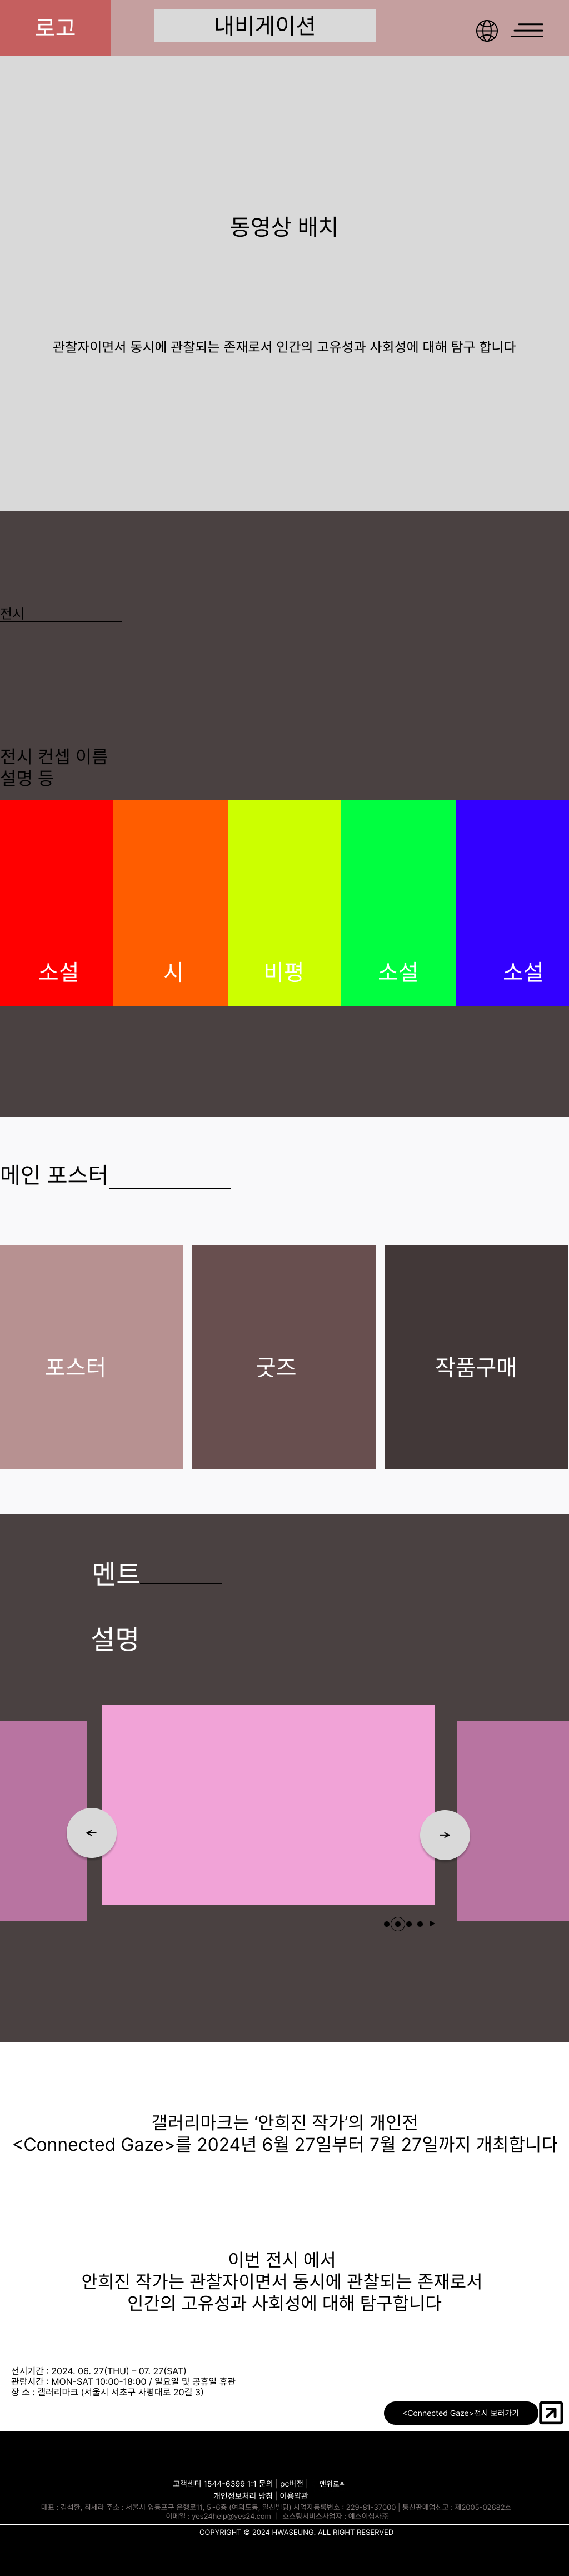 로고
내비게이션
동영상 배치
관찰자이면서 동시에 관찰되는 존재로서 인간의 고유성과 사회성에 대해 탐구 합니다
전시
전시 컨셉 이름
설명 등
소설 시 비평 소설 소설
메인 포스터
포스터 굿즈 작품구매
멘트
설명
갤러리마크는 ‘안희진 작가’의 개인전
<Connected Gaze>를 2024년 6월 27일부터 7월 27일까지 개최합니다
이번 전시 에서
안희진 작가는 관찰자이면서 동시에 관찰되는 존재로서
인간의 고유성과 사회성에 대해 탐구합니다
전시기간 : 2024. 06. 27(THU) – 07. 27(SAT)
관람시간 : MON-SAT 10:00-18:00 / 일요일 및 공휴일 휴관
장 소 : 갤러리마크 (서울시 서초구 사평대로 20길 3)
<Connected Gaze>전시 보러가기
고객센터 1544-6399 1:1 문의 | pc버전 | 맨위로▲
개인정보처리 방침 | 이용약관
대표 : 김석환, 최세라 주소 : 서울시 영등포구 은행로11, 5~6층 (여의도동, 일신빌딩) 사업자등록번호 : 229-81-37000 | 통신판매업신고 : 제2005-02682호
이메일 : yes24help@yes24.com | 호스팅서비스사업자 : 예스이십사㈜
COPYRIGHT © 2024 HWASEUNG. ALL RIGHT RESERVED